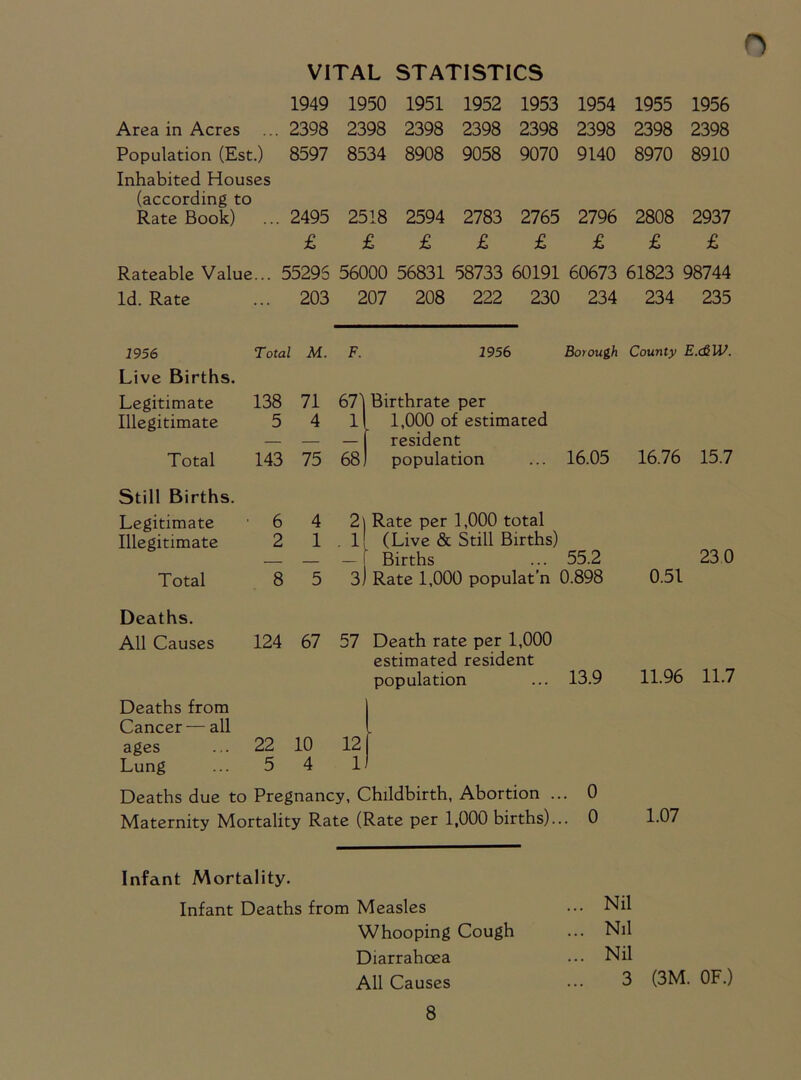 VITAL STATISTICS
1949 1950 1951 1952 1953 1954 1955 1956
Area in Acres ... 2398 2398 2398 2398 2398 2398 2398 2398
Population (Est.) 8597 8534 8908 9058 9070 9140 8970 8910
Inhabited Houses
(according to
Rate Book) ... 2495 2518 2594 2783 2765 2796 2808 2937
£ £ £ £ £ £ £ £
Rateable Value... 55295 56000 56831 58733 60191 60673 61823 98744
1d. Rate ... 203 207 208 222 230 234 234 235
1956 Total M. F. 1956 Borough County E.&W.
Live Births.
Legitimate 138 71 67 Birthrate per
Illegitimate 5 4 1 1,000 of estimated
— — — resident
Total 143 75 68 population ... 16.05 16.76 15.7
Still Births.
Legitimate 6 4 2 Rate per 1,000 total
Illegitimate 2 1 . 1 (Live & Still Births)
— — — Births ... 55.2 23.0
Total 8 5 3 Rate 1,000 populat'n 0.898 0.51
Deaths.
All Causes 124 67 57 Death rate per 1,000
estimated resident
population ... 13.9 11.96 11.7
Deaths from
Cancer — all
ages ... 22 10 12
Lung ... 5 4 1
Deaths due to Pregnancy, Childbirth, Abortion ... 0
Maternity Mortality Rate (Rate per 1,000 births)... 0 1.07
Infant Mortality.
Infant Deaths from Measles ... Nil
Whooping Cough ... Nil
Diarrahoea ... Nil
All Causes ... 3 (3M. 0F.)
8